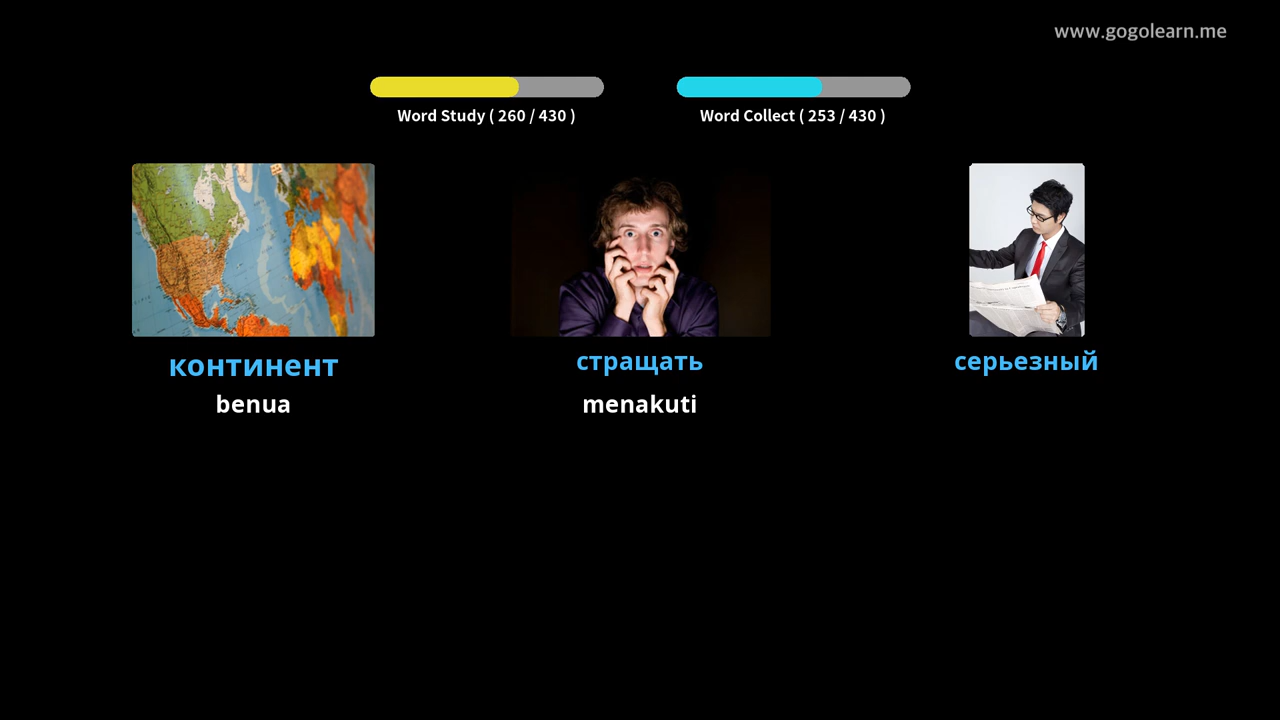 www.gogolearn.me
Word Study ( 260 / 430 )
Word Collect ( 253 / 430 )
континент
стращать
серьезный
benua
menakuti